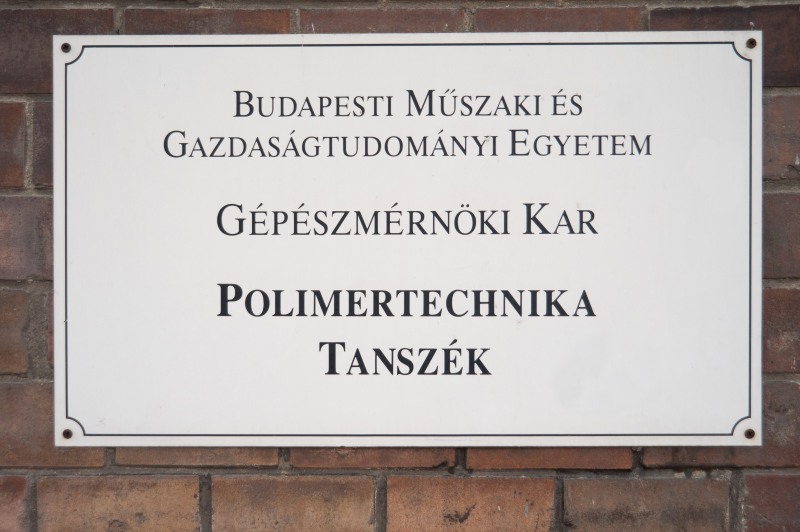 BUDAPESTI MŰSZAKI ÉS
GAZDASÁGTUDOMÁNYI EGYETEM
GÉPÉSZMÉRNÖKI KAR
POLIMERTECHNIKA
TANSZÉK